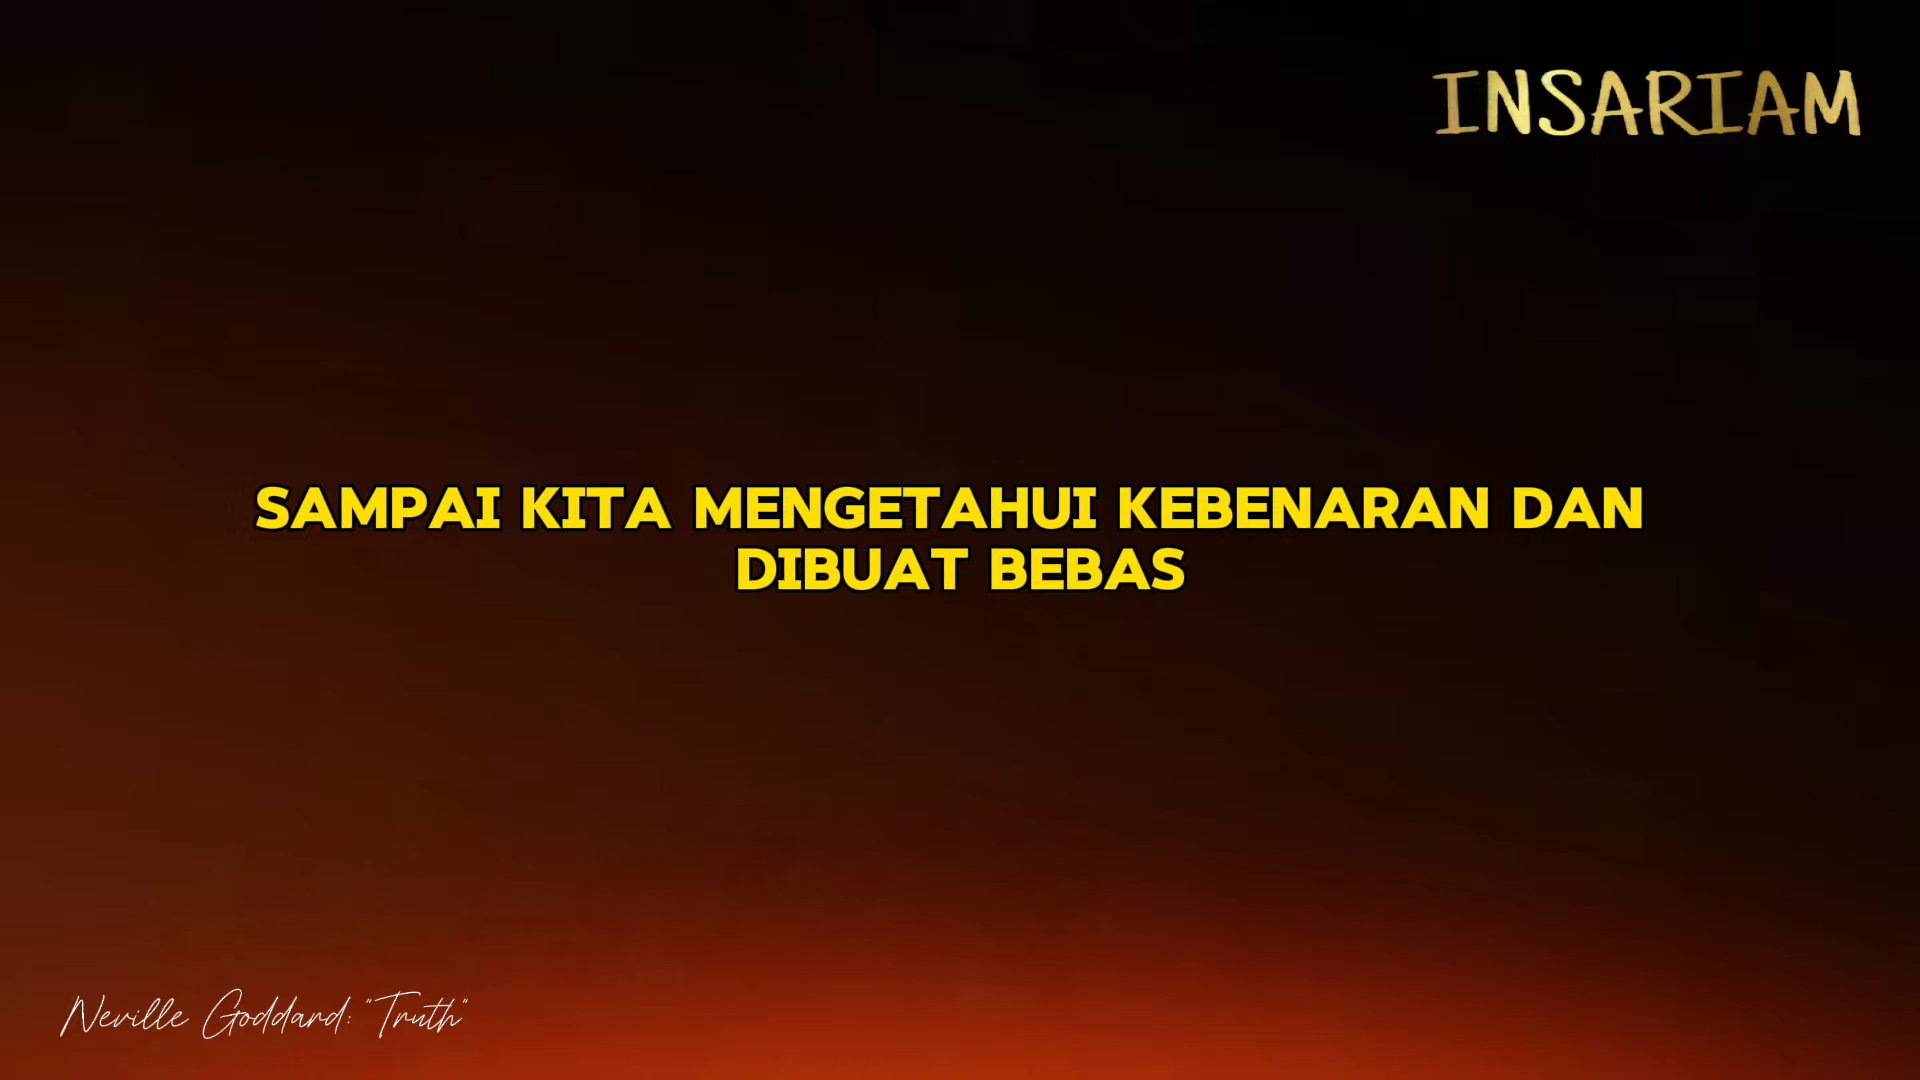 INSARIAM
SAMPAI KITA MENGETAHUI KEBENARAN DAN
DIBUAT BEBAS
Neville Goddard: "Truth"